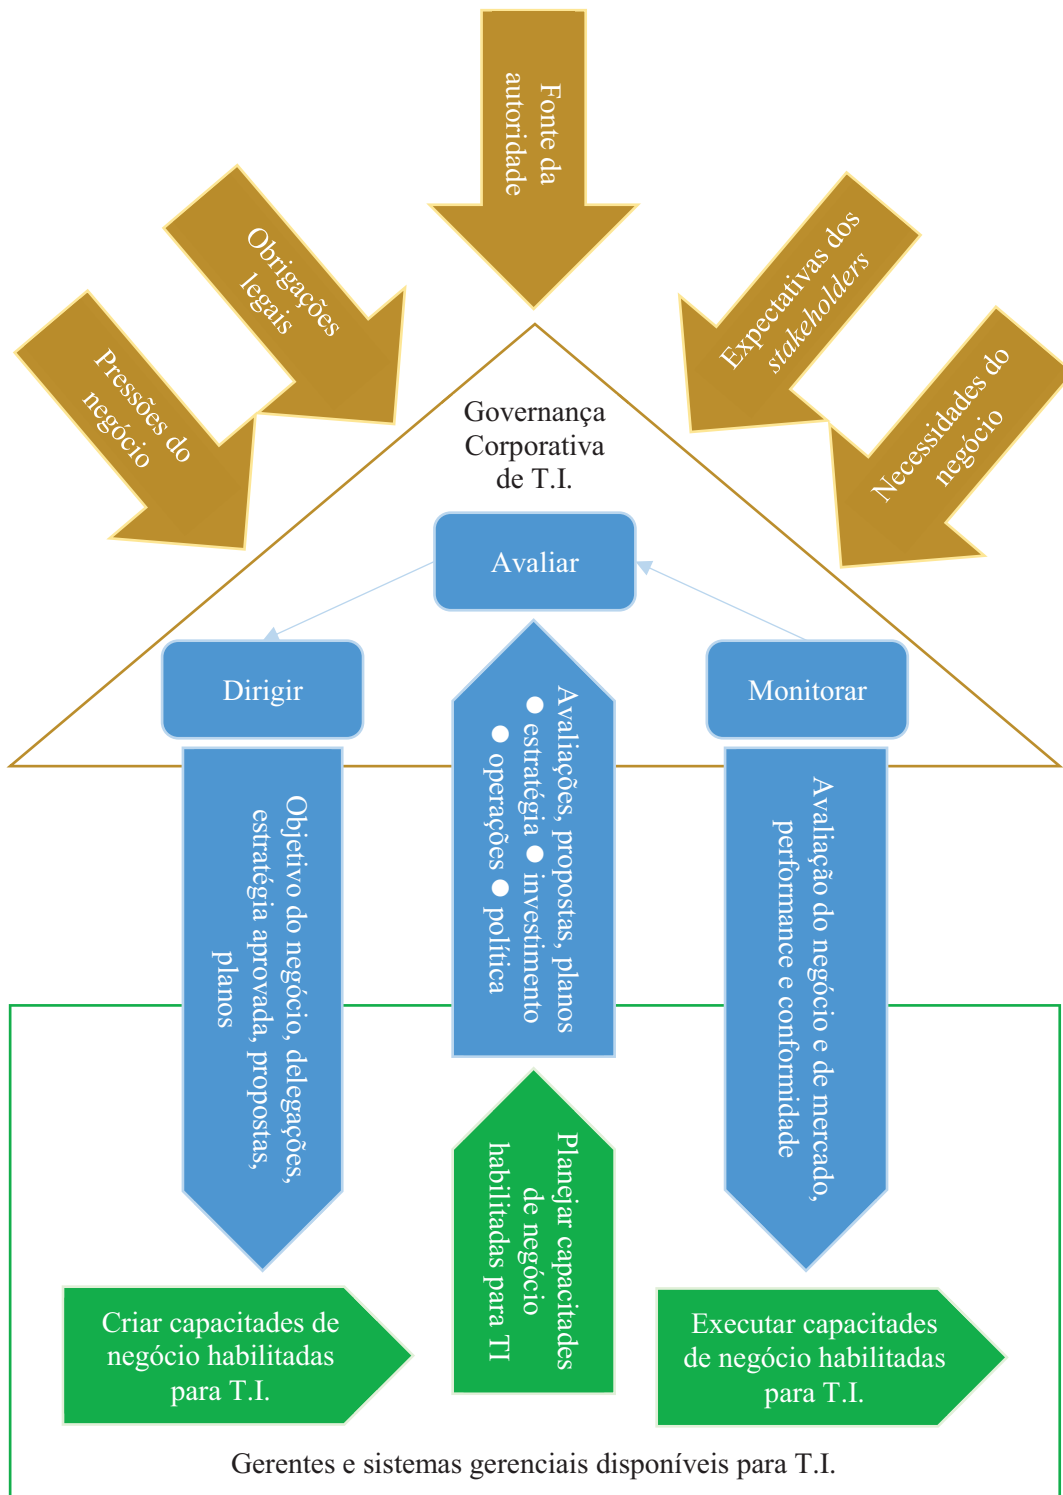 Fonte da
autoridade
Obrigações
legais
Pressões do
negócio
Expectativas dos
stakeholders
Necessidades do
negócio
Governança
Corporativa
de T.I.
Avaliar
Dirigir
Monitorar
Objetivo do negócio, delegações,
estratégia aprovada, propostas,
planos
Avaliações, propostas, planos
● estratégia ● investimento
● operações ● política
Avaliação do negócio e de mercado,
performance e conformidade
Planejar capacitades
de negócio
habilitadas para TI
Criar capacitades de
negócio habilitadas
para T.I.
Executar capacitades
de negócio habilitadas
para T.I.
Gerentes e sistemas gerenciais disponíveis para T.I.